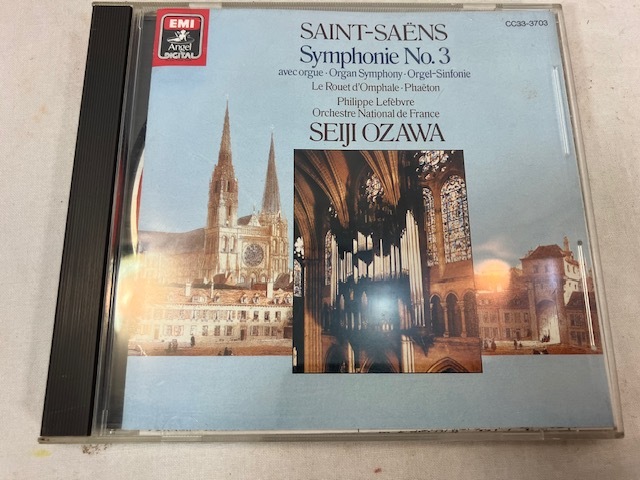 EMI
Angel
DIGITAL
CC33-3703
SAINT-SAËNS
Symphonie No. 3
avec orgue · Organ Symphony · Orgel-Sinfonie
Le Rouet d'Omphale · Phaëton
Philippe Lefèbvre
Orchestre National de France
SEIJI OZAWA